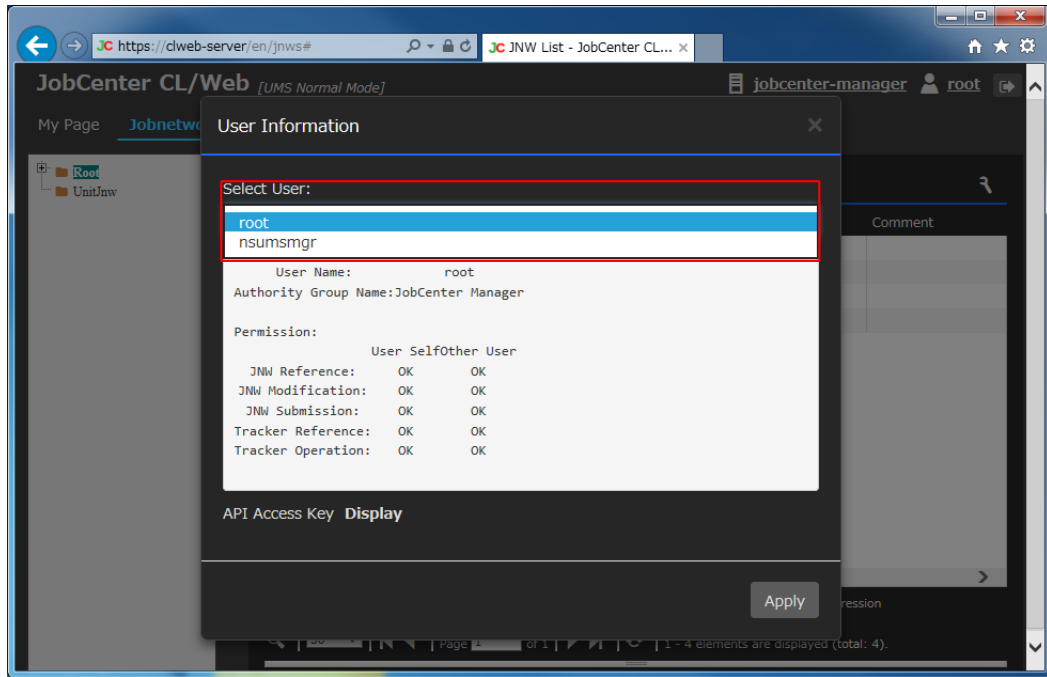 JC https://clweb-server/en/jnws#
JC JNW List - JobCenter CL...
JobCenter CL/Web [UMS Normal Mode]
jobcenter-manager root
My Page Jobnetwo
User Information
Root
UnitJnw
Select User:
root
nsumsmgr
Comment
User Name: root
Authority Group Name:JobCenter Manager
Permission:
User SelfOther User
JNW Reference: OK OK
JNW Modification: OK OK
JNW Submission: OK OK
Tracker Reference: OK OK
Tracker Operation: OK OK
API Access Key Display
Apply
ression
Page 1 of 1 1 - 4 elements are displayed (total: 4).